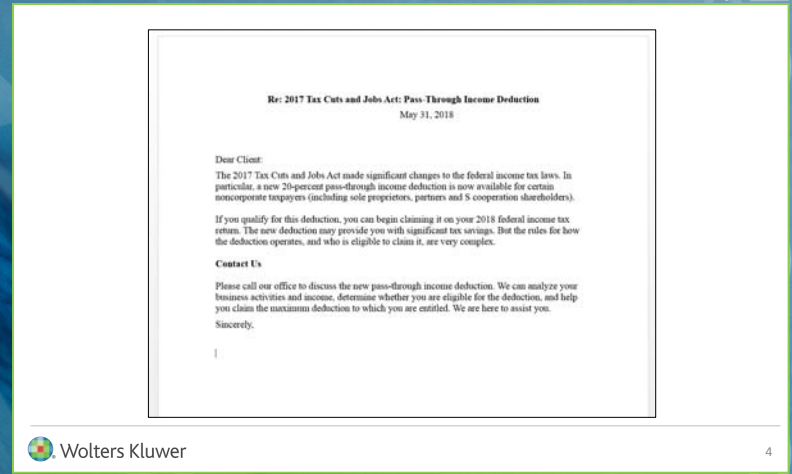 Re: 2017 Tax Cuts and Jobs Act: Pass-Through Income Deduction
May 31, 2018
Dear Client:
The 2017 Tax Cuts and Jobs Act made significant changes to the federal income tax laws. In
particular, a new 20-percent pass-through income deduction is now available for certain
noncorporate taxpayers (including sole proprietors, partners and S cooperation shareholders).
If you qualify for this deduction, you can begin claiming it on your 2018 federal income tax
return. The new deduction may provide you with significant tax savings. But the rules for how
the deduction operates, and who is eligible to claim it, are very complex.
Contact Us
Please call our office to discuss the new pass-through income deduction. We can analyze your
business activities and income, determine whether you are eligible for the deduction, and help
you claim the maximum deduction to which you are entitled. We are here to assist you.
Sincerely,
Wolters Kluwer
4